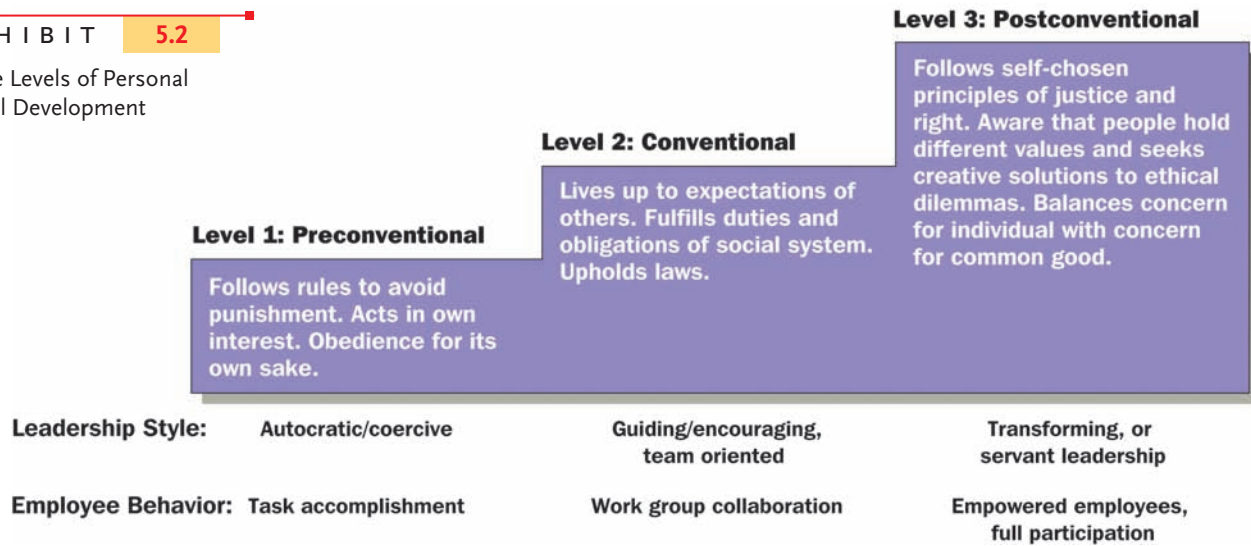 HIBIT 5.2
Levels of Personal
Development
Level 1: Preconventional
Follows rules to avoid
punishment. Acts in own
interest. Obedience for its
own sake.
Level 2: Conventional
Lives up to expectations of
others. Fulfills duties and
obligations of social system.
Upholds laws.
Level 3: Postconventional
Follows self-chosen
principles of justice and
right. Aware that people hold
different values and seeks
creative solutions to ethical
dilemmas. Balances concern
for individual with concern
for common good.
Leadership Style: Autocratic/coercive Guiding/encouraging, Transforming, or
team oriented servant leadership
Employee Behavior: Task accomplishment Work group collaboration Empowered employees,
full participation